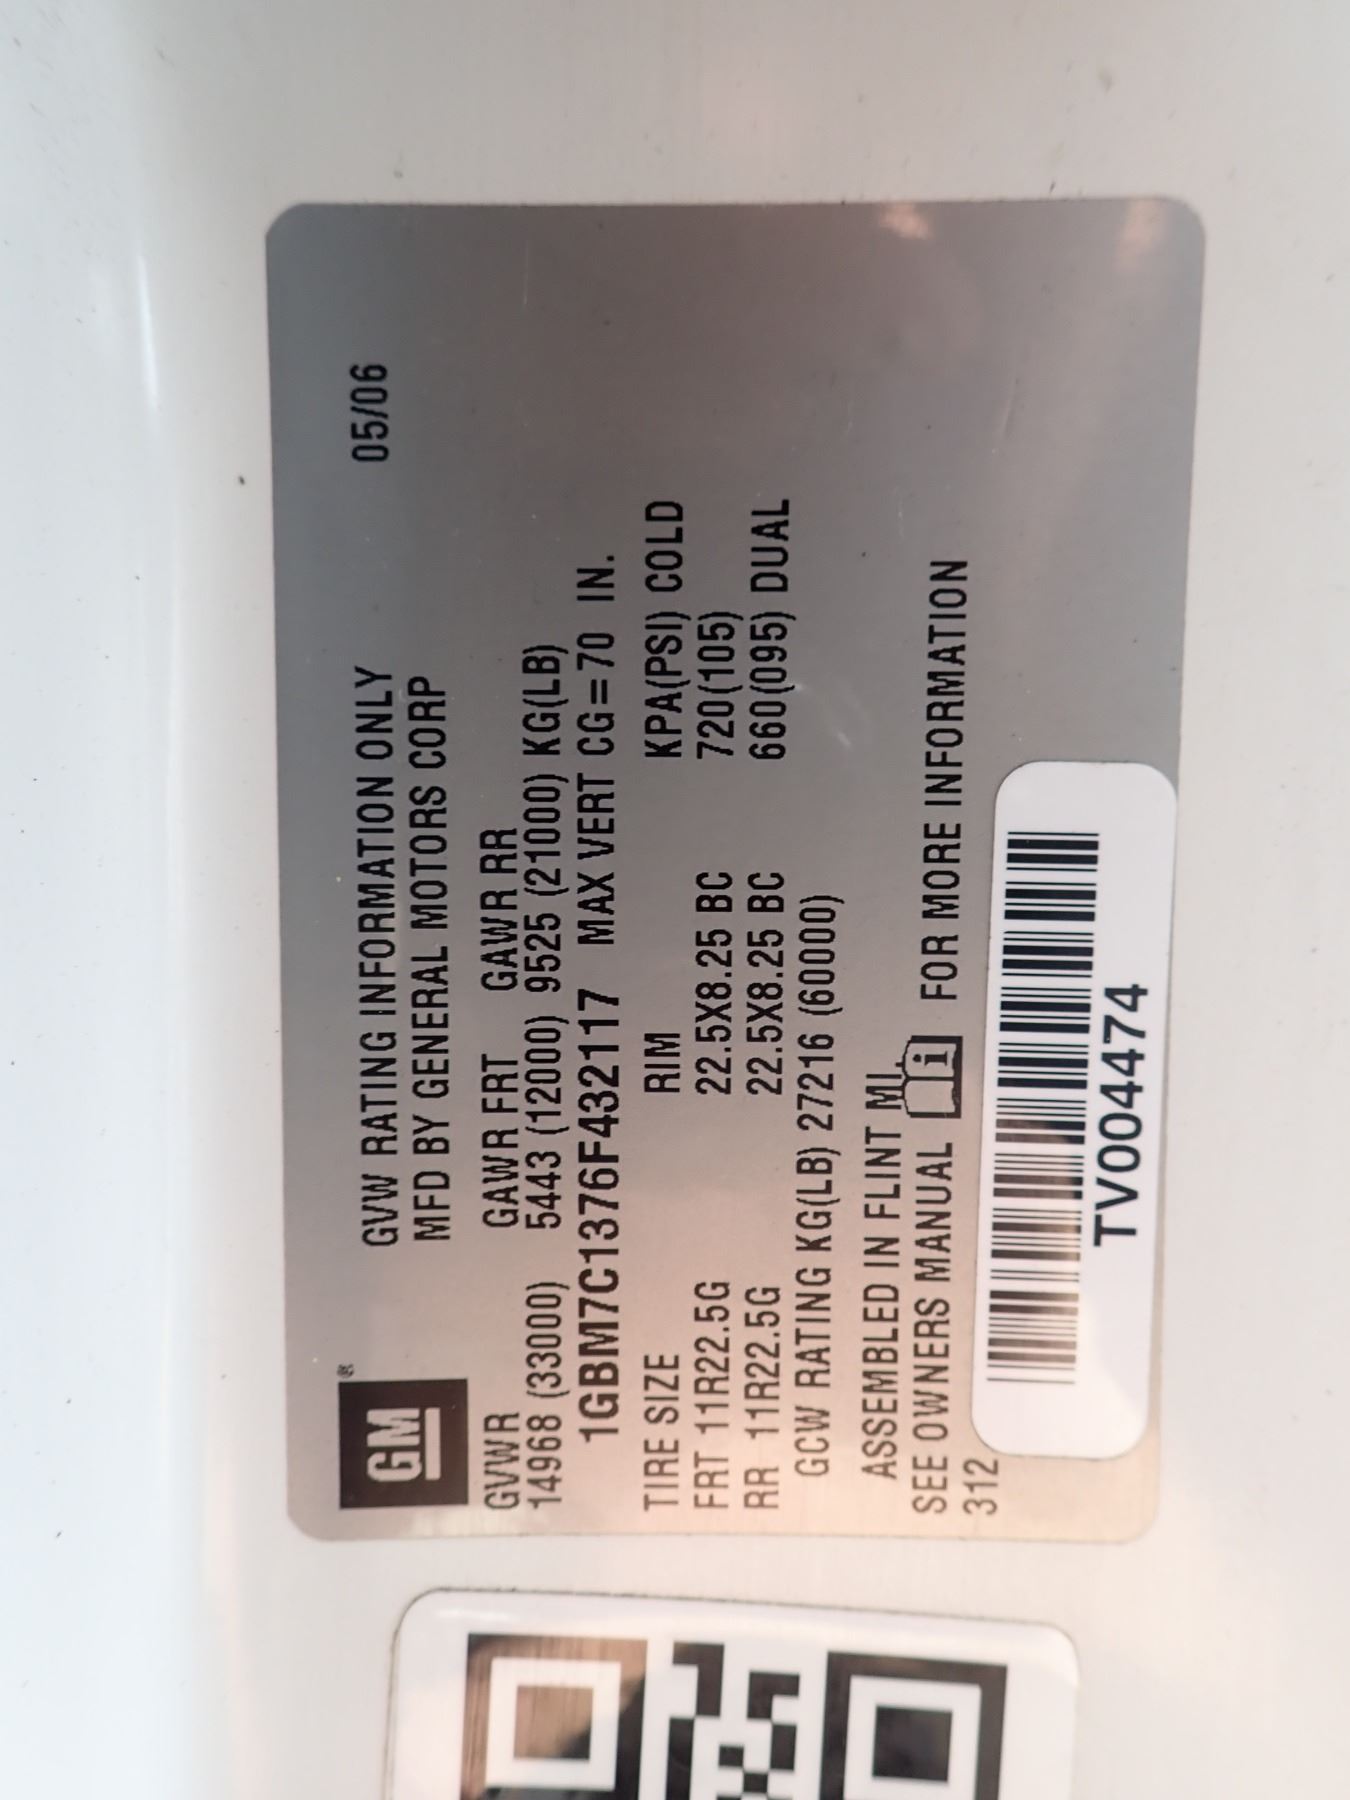 GM®
GVW RATING INFORMATION ONLY 05/06
MFD BY GENERAL MOTORS CORP
GVWR GAWR FRT GAWR RR
14968 (33000) 5443 (12000) 9525 (21000) KG(LB)
1GBM7C1376F432117 MAX VERT CG=70 IN.
TIRE SIZE RIM KPA(PSI) COLD
FRT 11R22.5G 22.5X8.25 BC 720(105)
RR 11R22.5G 22.5X8.25 BC 660(095) DUAL
GCW RATING KG(LB) 27216 (60000)
ASSEMBLED IN FLINT MI.
SEE OWNERS MANUAL i FOR MORE INFORMATION
312
TV004474